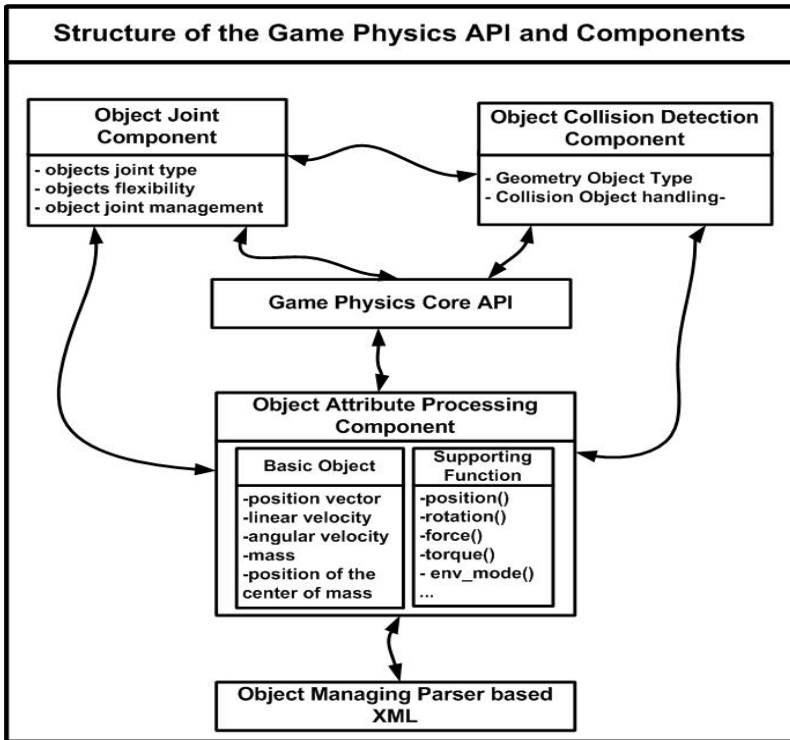 Structure of the Game Physics API and Components
Object Joint
Component
- objects joint type
- objects flexibility
- object joint management
Object Collision Detection
Component
- Geometry Object Type
- Collision Object handling-
Game Physics Core API
Object Attribute Processing
Component
Basic Object
-position vector
-linear velocity
-angular velocity
-mass
-position of the
center of mass
Supporting
Function
-position()
-rotation()
-force()
-torque()
- env_mode()
...
Object Managing Parser based
XML